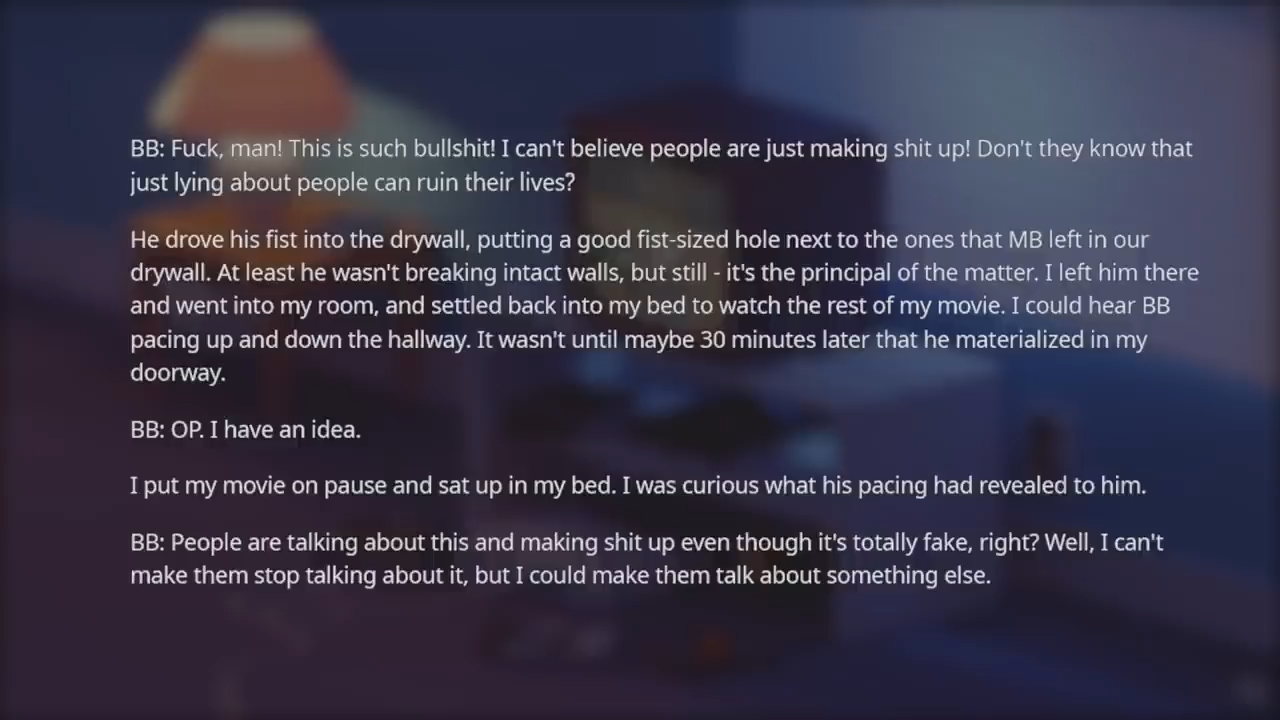 BB: Fuck, man! This is such bullshit! I can't believe people are just making shit up! Don't they know that
just lying about people can ruin their lives?
He drove his fist into the drywall, putting a good fist-sized hole next to the ones that MB left in our
drywall. At least he wasn't breaking intact walls, but still - it's the principal of the matter. I left him there
and went into my room, and settled back into my bed to watch the rest of my movie. I could hear BB
pacing up and down the hallway. It wasn't until maybe 30 minutes later that he materialized in my
doorway.
BB: OP. I have an idea.
I put my movie on pause and sat up in my bed. I was curious what his pacing had revealed to him.
BB: People are talking about this and making shit up even though it's totally fake, right? Well, I can't
make them stop talking about it, but I could make them talk about something else.